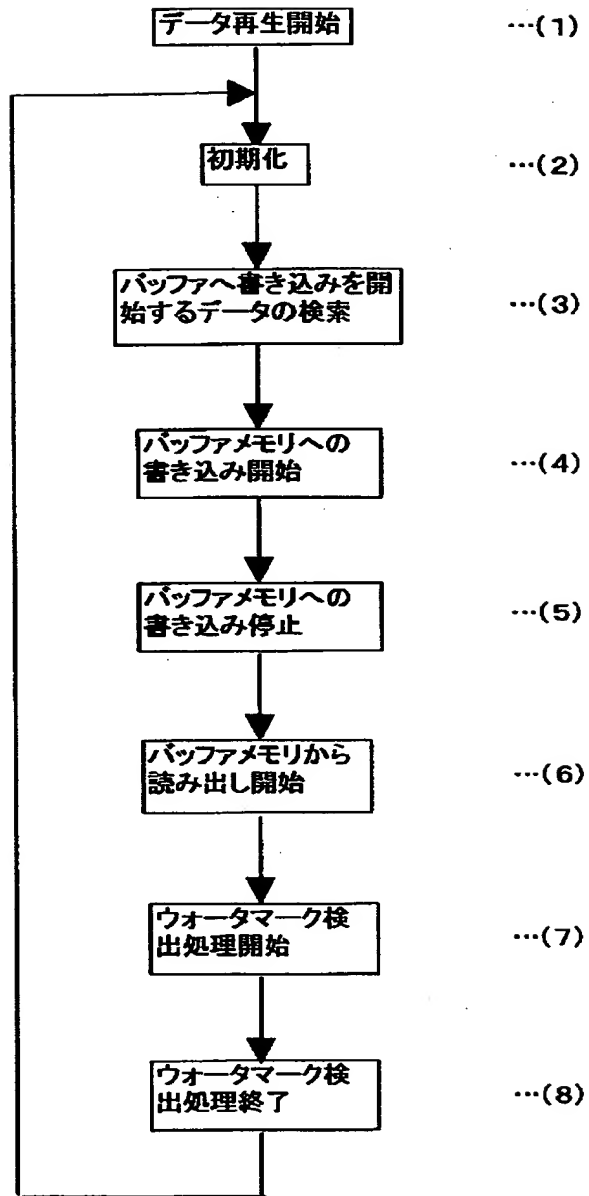 データ再生開始 …(1)
初期化 …(2)
バッファへ書き込みを開
始するデータの検索 …(3)
バッファメモリへの
書き込み開始 …(4)
バッファメモリへの
書き込み停止 …(5)
バッファメモリから
読み出し開始 …(6)
ウォータマーク検
出処理開始 …(7)
ウォータマーク検
出処理終了 …(8)